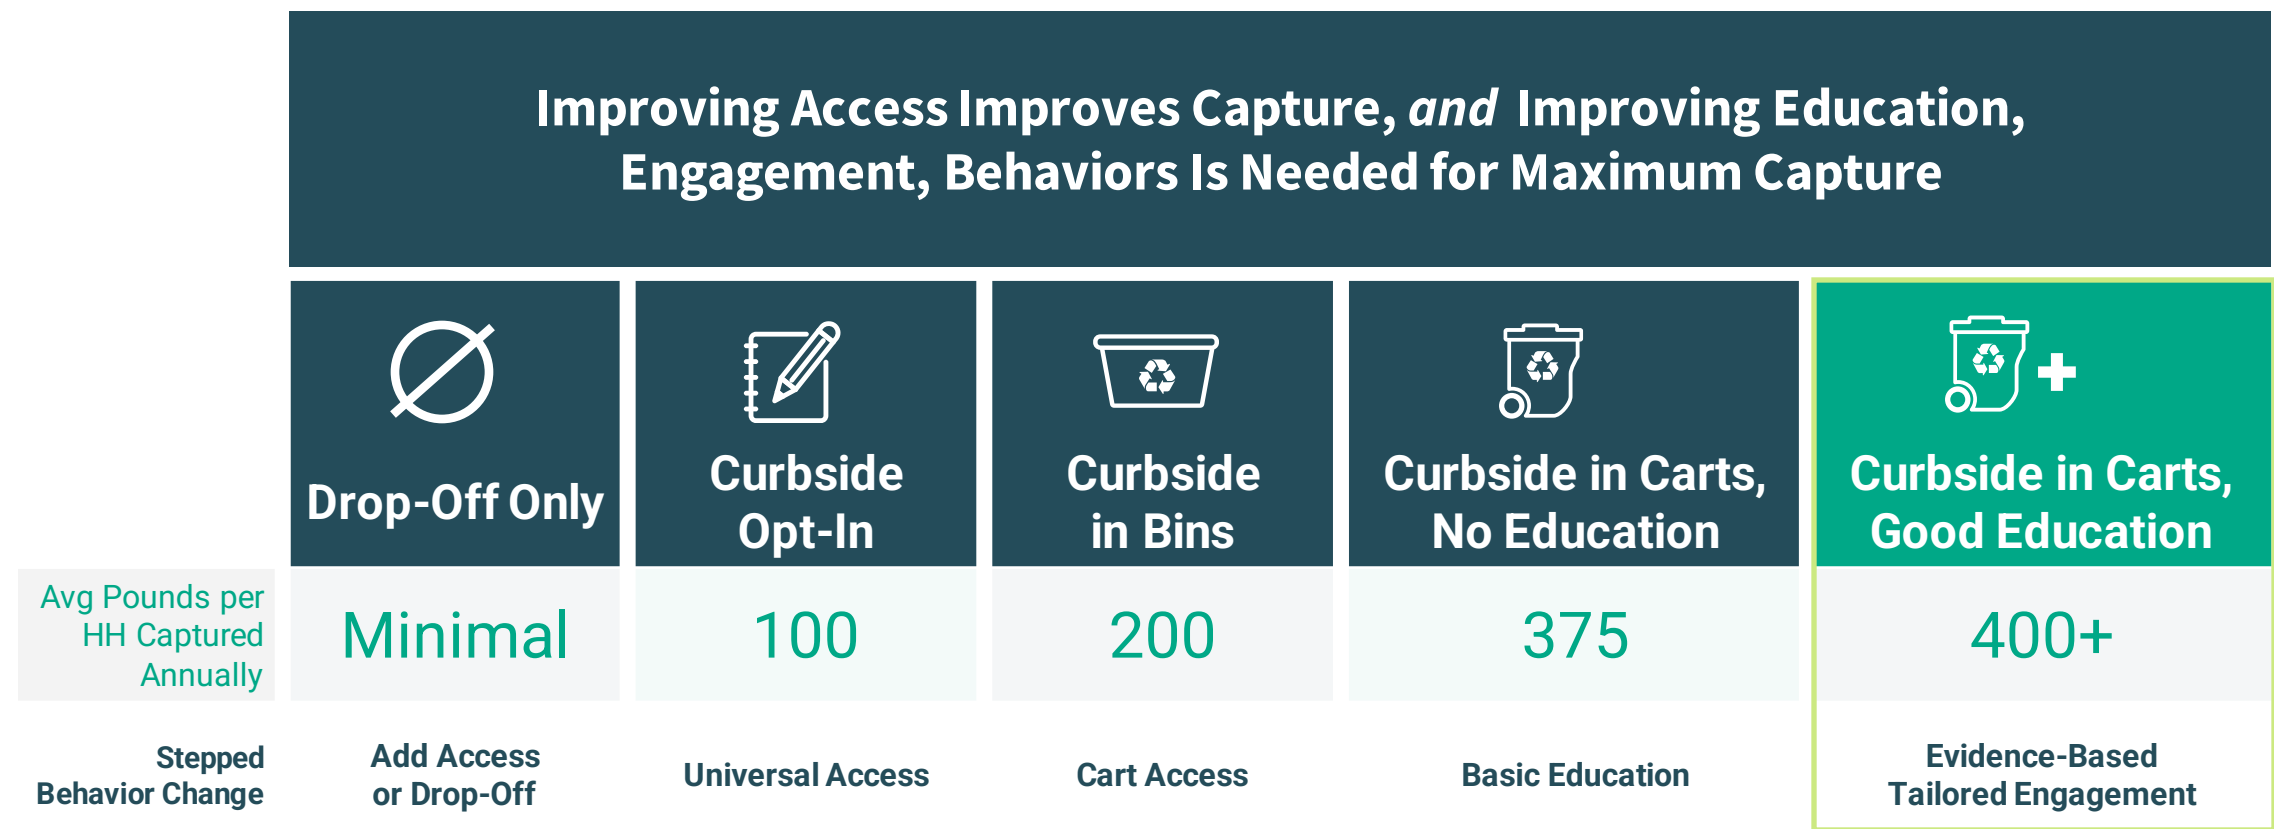 Improving Access Improves Capture, and Improving Education,
Engagement, Behaviors Is Needed for Maximum Capture
Drop-Off Only
Curbside
Opt-In
Curbside
in Bins
Curbside in Carts,
No Education
Curbside in Carts,
Good Education
Avg Pounds per
HH Captured
Annually
Minimal
100
200
375
400+
Stepped
Behavior Change
Add Access
or Drop-Off
Universal Access
Cart Access
Basic Education
Evidence-Based
Tailored Engagement